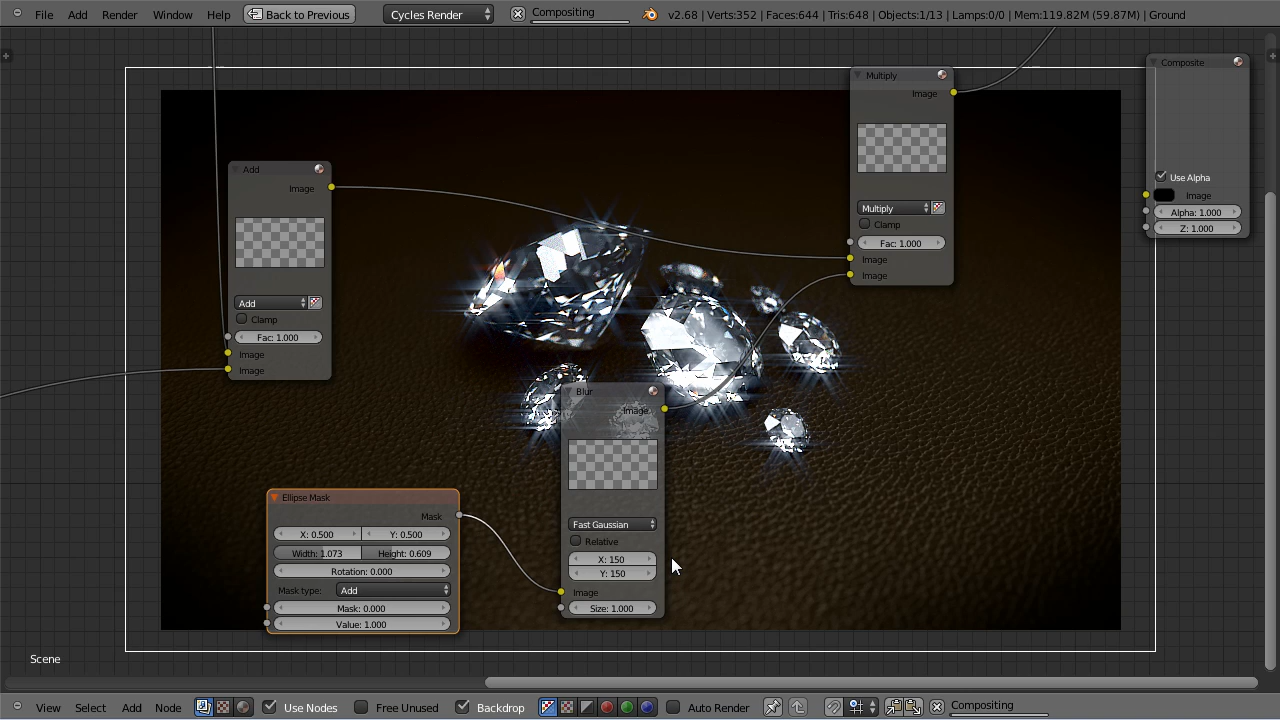 File Add Render Window Help Back to Previous Cycles Render Compositing v2.68 | Verts:352 | Faces:644 | Tris:648 | Objects:1/13 | Lamps:0/0 | Mem:119.82M (59.87M) | Ground
Composite
Use Alpha
Image
Alpha: 1.000
Z: 1.000
Multiply
Image
Multiply
Clamp
Fac: 1.000
Image
Image
Add
Image
Add
Clamp
Fac: 1.000
Image
Image
Blur
Image
Fast Gaussian
Relative
X: 150
Y: 150
Image
Size: 1.000
Ellipse Mask
Mask
X: 0.500 Y: 0.500
Width: 1.073 Height: 0.609
Rotation: 0.000
Mask type: Add
Mask: 0.000
Value: 1.000
Scene
View Select Add Node Use Nodes Free Unused Backdrop Auto Render Compositing